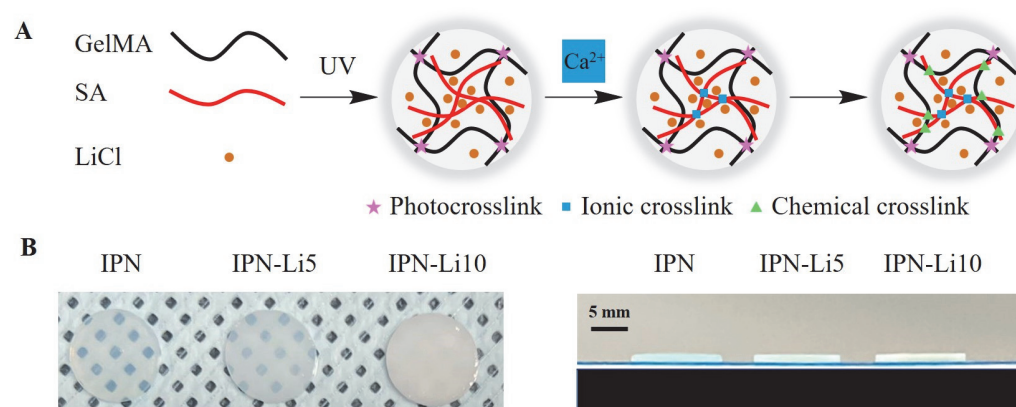 A
GelMA
SA
LiCl
UV
Ca²⁺
★ Photocrosslink ■ Ionic crosslink ▲ Chemical crosslink
B
IPN IPN-Li5 IPN-Li10
IPN IPN-Li5 IPN-Li10
5 mm